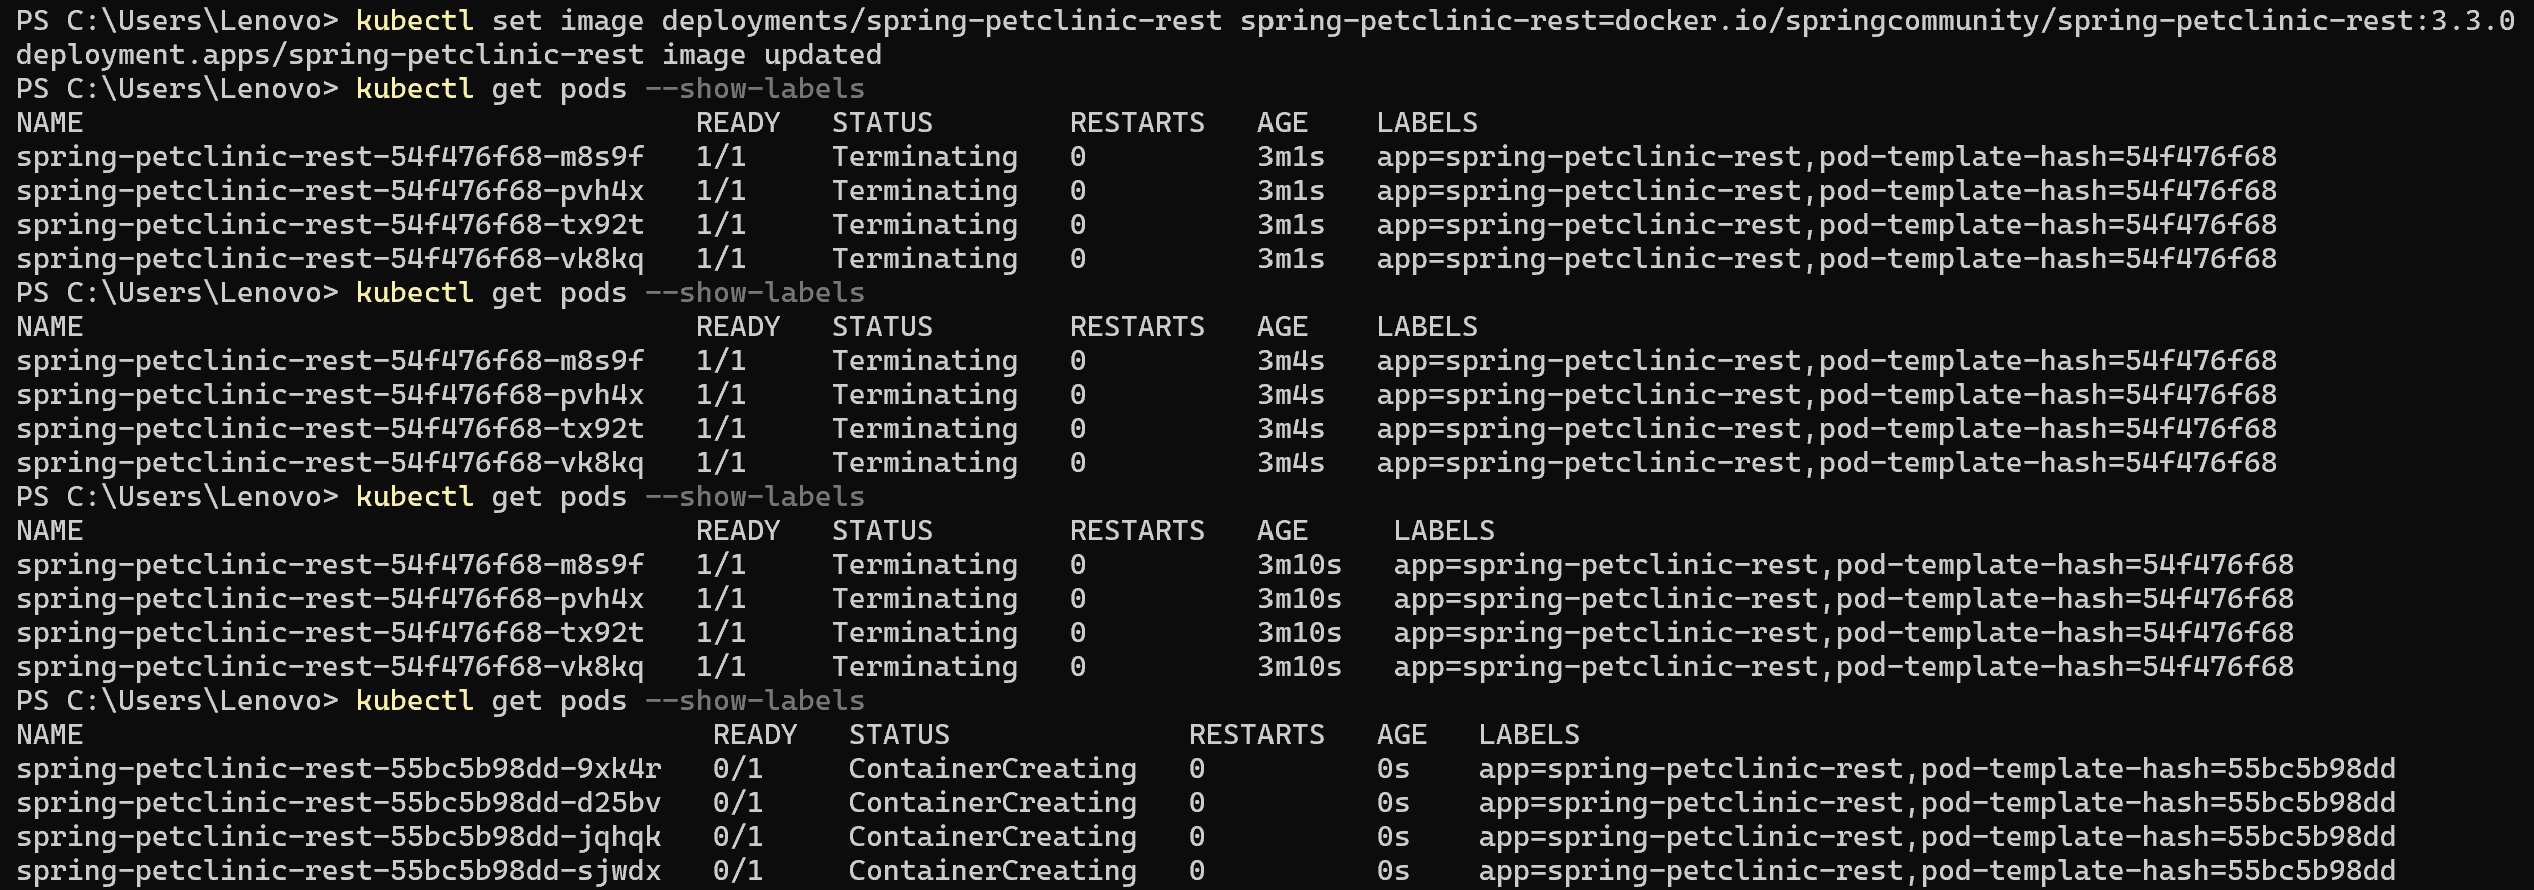 PS C:\Users\Lenovo> kubectl set image deployments/spring-petclinic-rest spring-petclinic-rest=docker.io/springcommunity/spring-petclinic-rest:3.3.0
deployment.apps/spring-petclinic-rest image updated
PS C:\Users\Lenovo> kubectl get pods --show-labels
NAME                                    READY   STATUS        RESTARTS   AGE    LABELS
spring-petclinic-rest-54f476f68-m8s9f   1/1     Terminating   0          3m1s   app=spring-petclinic-rest,pod-template-hash=54f476f68
spring-petclinic-rest-54f476f68-pvh4x   1/1     Terminating   0          3m1s   app=spring-petclinic-rest,pod-template-hash=54f476f68
spring-petclinic-rest-54f476f68-tx92t   1/1     Terminating   0          3m1s   app=spring-petclinic-rest,pod-template-hash=54f476f68
spring-petclinic-rest-54f476f68-vk8kq   1/1     Terminating   0          3m1s   app=spring-petclinic-rest,pod-template-hash=54f476f68
PS C:\Users\Lenovo> kubectl get pods --show-labels
NAME                                    READY   STATUS        RESTARTS   AGE    LABELS
spring-petclinic-rest-54f476f68-m8s9f   1/1     Terminating   0          3m4s   app=spring-petclinic-rest,pod-template-hash=54f476f68
spring-petclinic-rest-54f476f68-pvh4x   1/1     Terminating   0          3m4s   app=spring-petclinic-rest,pod-template-hash=54f476f68
spring-petclinic-rest-54f476f68-tx92t   1/1     Terminating   0          3m4s   app=spring-petclinic-rest,pod-template-hash=54f476f68
spring-petclinic-rest-54f476f68-vk8kq   1/1     Terminating   0          3m4s   app=spring-petclinic-rest,pod-template-hash=54f476f68
PS C:\Users\Lenovo> kubectl get pods --show-labels
NAME                                    READY   STATUS        RESTARTS   AGE     LABELS
spring-petclinic-rest-54f476f68-m8s9f   1/1     Terminating   0          3m10s   app=spring-petclinic-rest,pod-template-hash=54f476f68
spring-petclinic-rest-54f476f68-pvh4x   1/1     Terminating   0          3m10s   app=spring-petclinic-rest,pod-template-hash=54f476f68
spring-petclinic-rest-54f476f68-tx92t   1/1     Terminating   0          3m10s   app=spring-petclinic-rest,pod-template-hash=54f476f68
spring-petclinic-rest-54f476f68-vk8kq   1/1     Terminating   0          3m10s   app=spring-petclinic-rest,pod-template-hash=54f476f68
PS C:\Users\Lenovo> kubectl get pods --show-labels
NAME                                     READY   STATUS              RESTARTS   AGE   LABELS
spring-petclinic-rest-55bc5b98dd-9xk4r   0/1     ContainerCreating   0          0s    app=spring-petclinic-rest,pod-template-hash=55bc5b98dd
spring-petclinic-rest-55bc5b98dd-d25bv   0/1     ContainerCreating   0          0s    app=spring-petclinic-rest,pod-template-hash=55bc5b98dd
spring-petclinic-rest-55bc5b98dd-jqhqk   0/1     ContainerCreating   0          0s    app=spring-petclinic-rest,pod-template-hash=55bc5b98dd
spring-petclinic-rest-55bc5b98dd-sjwdx   0/1     ContainerCreating   0          0s    app=spring-petclinic-rest,pod-template-hash=55bc5b98dd